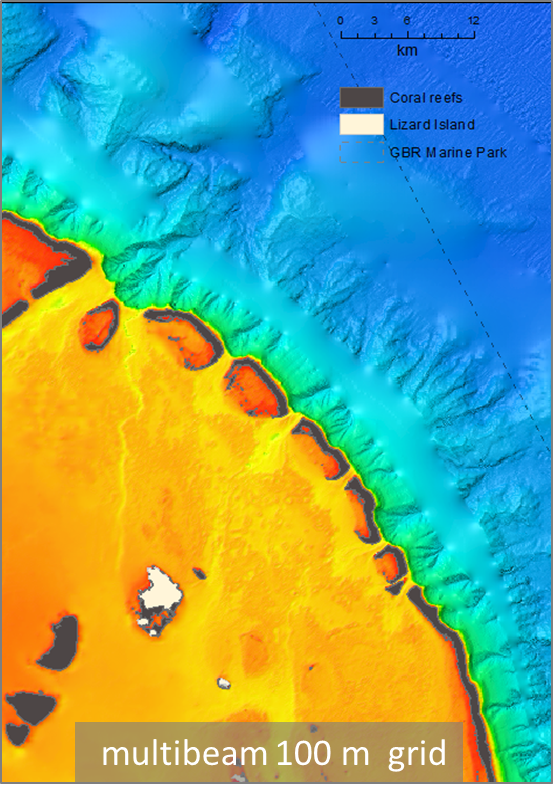 0 3 6 12
km
Coral reefs
Lizard Island
GBR Marine Park
multibeam 100 m grid